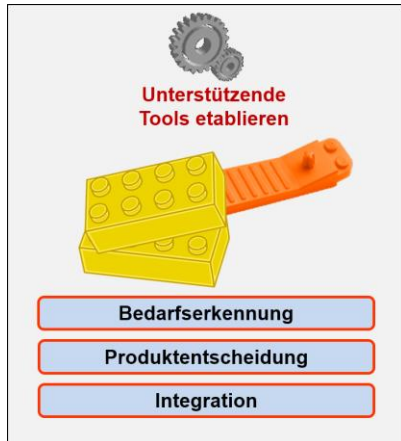 Unterstützende
Tools etablieren
Bedarfserkennung
Produktentscheidung
Integration